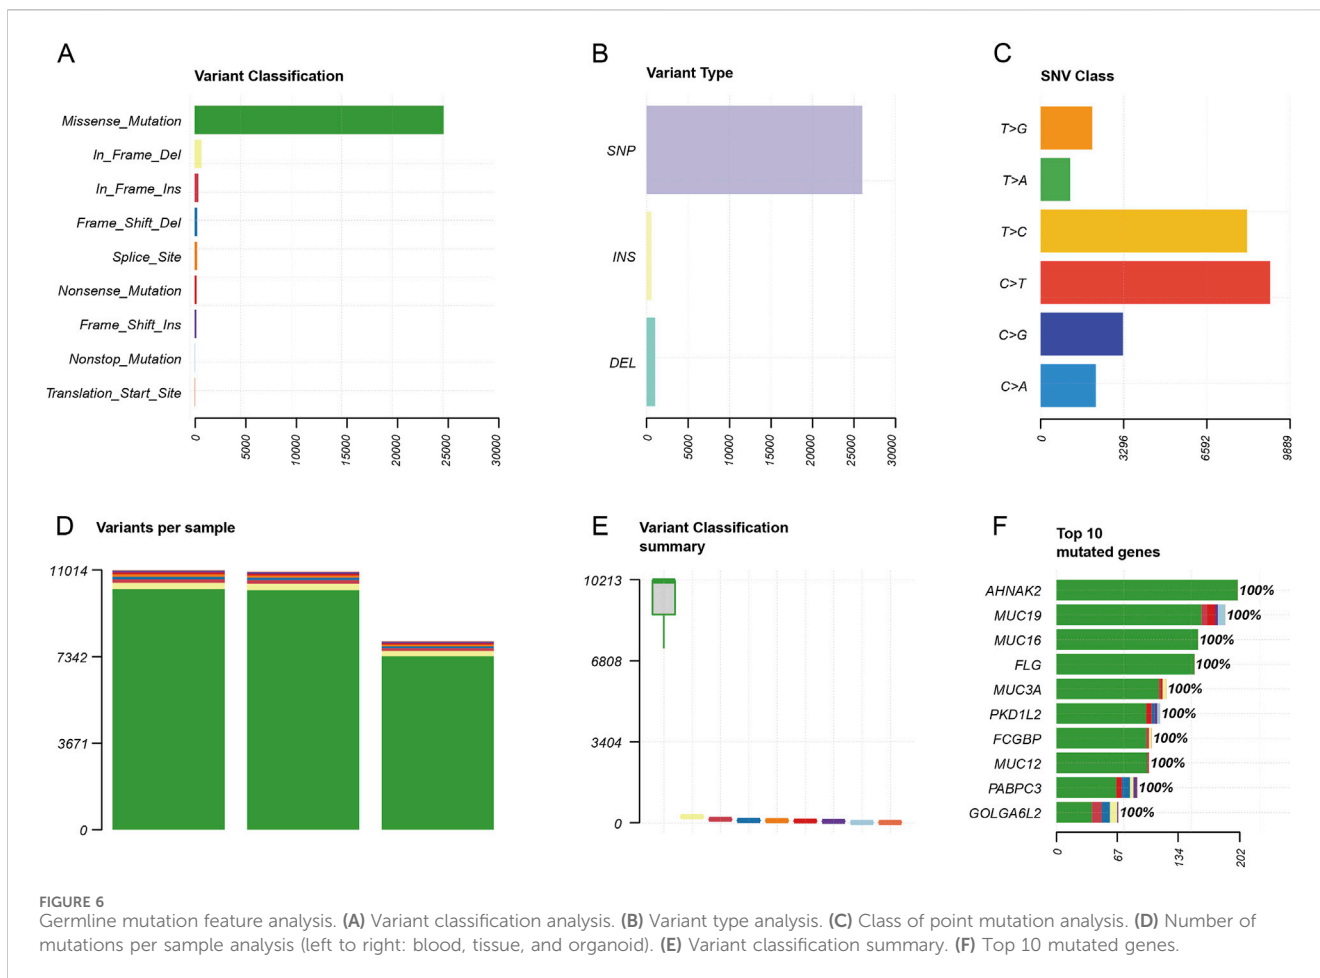 A
Variant Classification
Missense_Mutation
In_Frame_Del
In_Frame_Ins
Frame_Shift_Del
Splice_Site
Nonsense_Mutation
Frame_Shift_Ins
Nonstop_Mutation
Translation_Start_Site
0
5000
10000
15000
20000
25000
30000
B
Variant Type
SNP
INS
DEL
0
5000
10000
15000
20000
25000
30000
C
SNV Class
T>G
T>A
T>C
C>T
C>G
C>A
0
3296
6592
9889
D
Variants per sample
11014
7342
3671
0
E
Variant Classification
summary
10213
6808
3404
0
F
Top 10
mutated genes
AHNAK2 100%
MUC19 100%
MUC16 100%
FLG 100%
MUC3A 100%
PKD1L2 100%
FCGBP 100%
MUC12 100%
PABPC3 100%
GOLGA6L2 100%
0
67
134
202
FIGURE 6
Germline mutation feature analysis. (A) Variant classification analysis. (B) Variant type analysis. (C) Class of point mutation analysis. (D) Number of
mutations per sample analysis (left to right: blood, tissue, and organoid). (E) Variant classification summary. (F) Top 10 mutated genes.